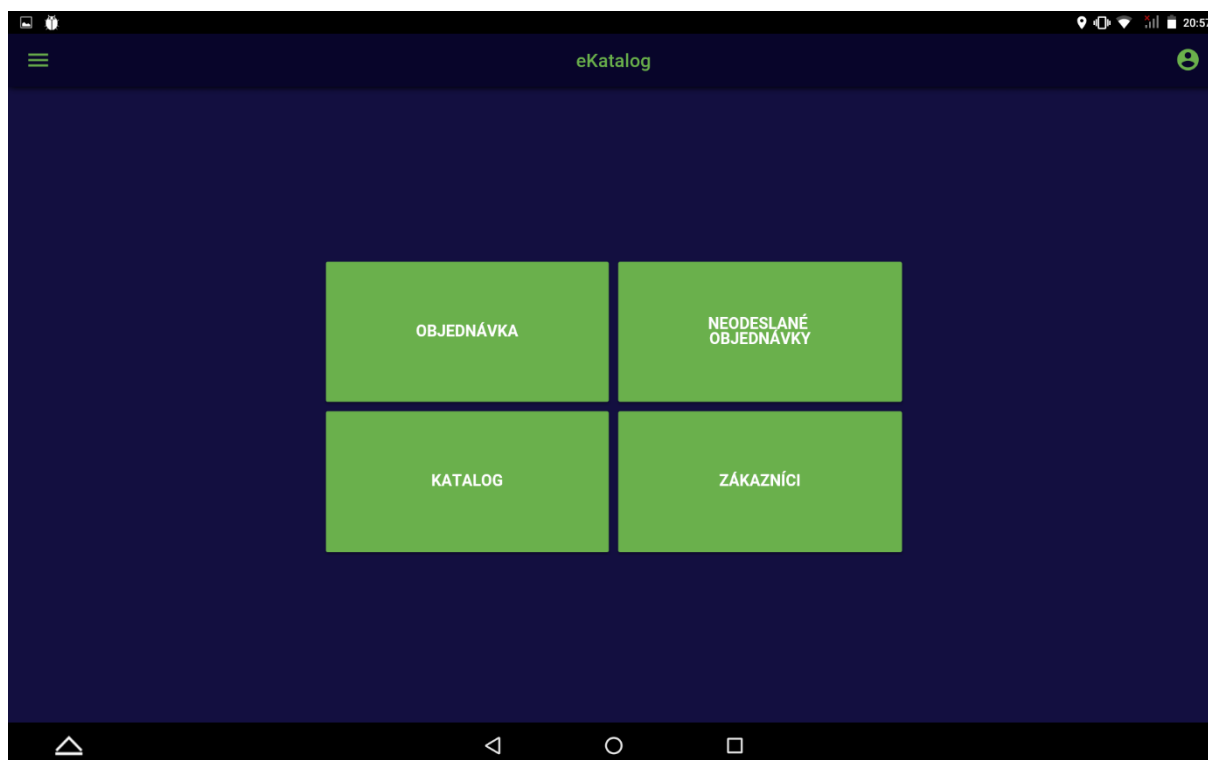 20:57
eKatalog
OBJEDNÁVKA
NEODESLANÉ
OBJEDNÁVKY
KATALOG
ZÁKAZNÍCI